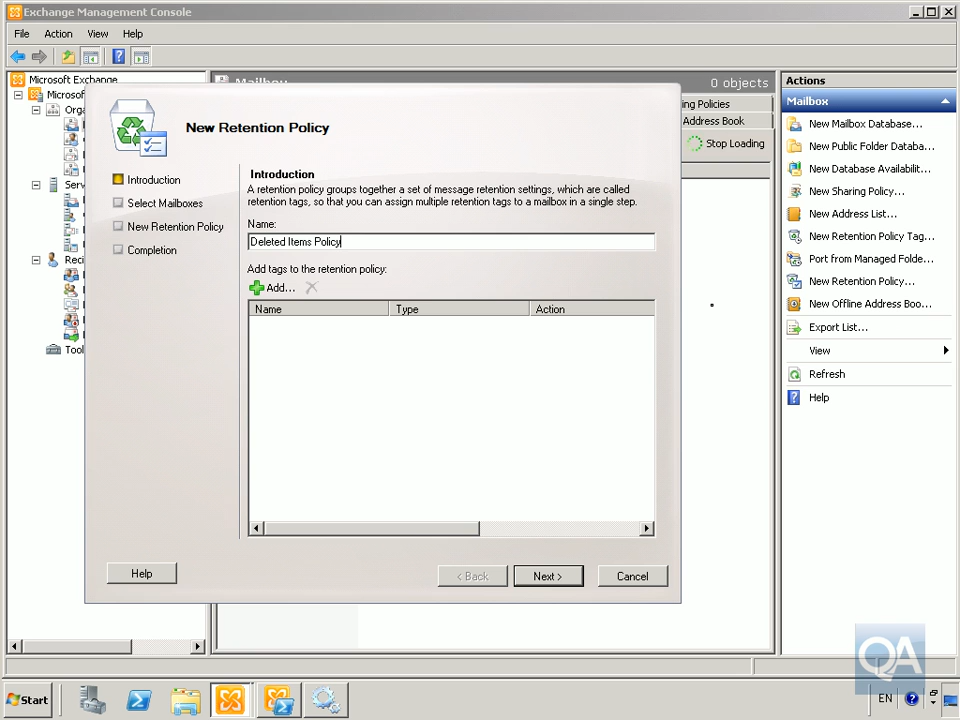 Exchange Management Console
File Action View Help
Microsoft Exchange
Microsof
Orga
Serv
Reci
Tool
Mailbox
0 objects
ing Policies
Address Book
Stop Loading
New Retention Policy
Introduction
Select Mailboxes
New Retention Policy
Completion
Introduction
A retention policy groups together a set of message retention settings, which are called
retention tags, so that you can assign multiple retention tags to a mailbox in a single step.
Name:
Deleted Items Policy
Add tags to the retention policy:
Add...
Name Type Action
Help
< Back Next > Cancel
Actions
Mailbox
New Mailbox Database...
New Public Folder Databa...
New Database Availabilit...
New Sharing Policy...
New Address List...
New Retention Policy Tag...
Port from Managed Folde...
New Retention Policy...
New Offline Address Boo...
Export List...
View
Refresh
Help
QA
Start
EN